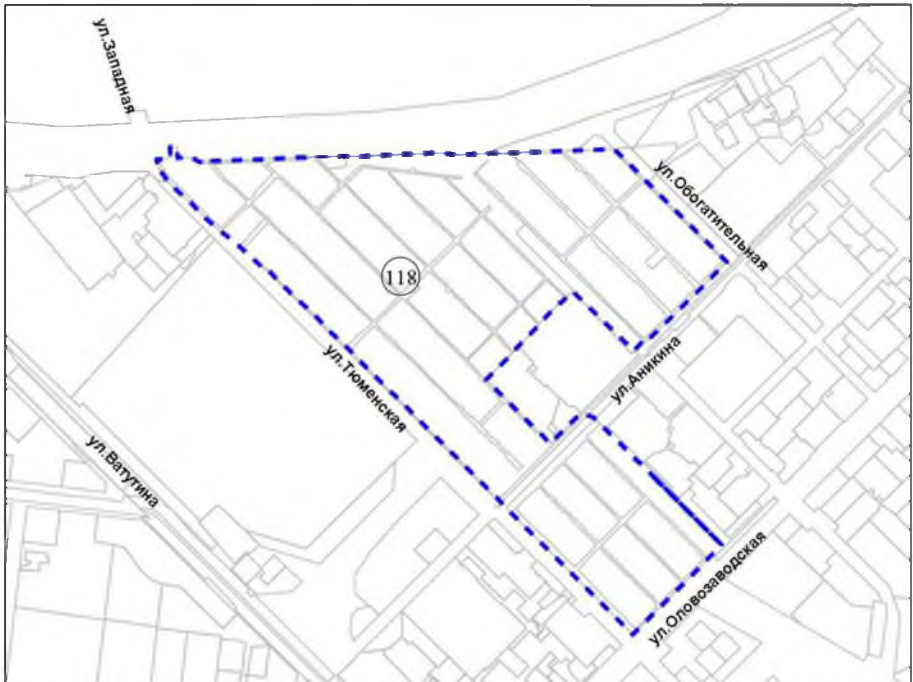 ул.Западная
ул.Обогатительная
118
ул.Аникина
ул.Тюменская
ул.Ватутина
ул.Оловозаводская